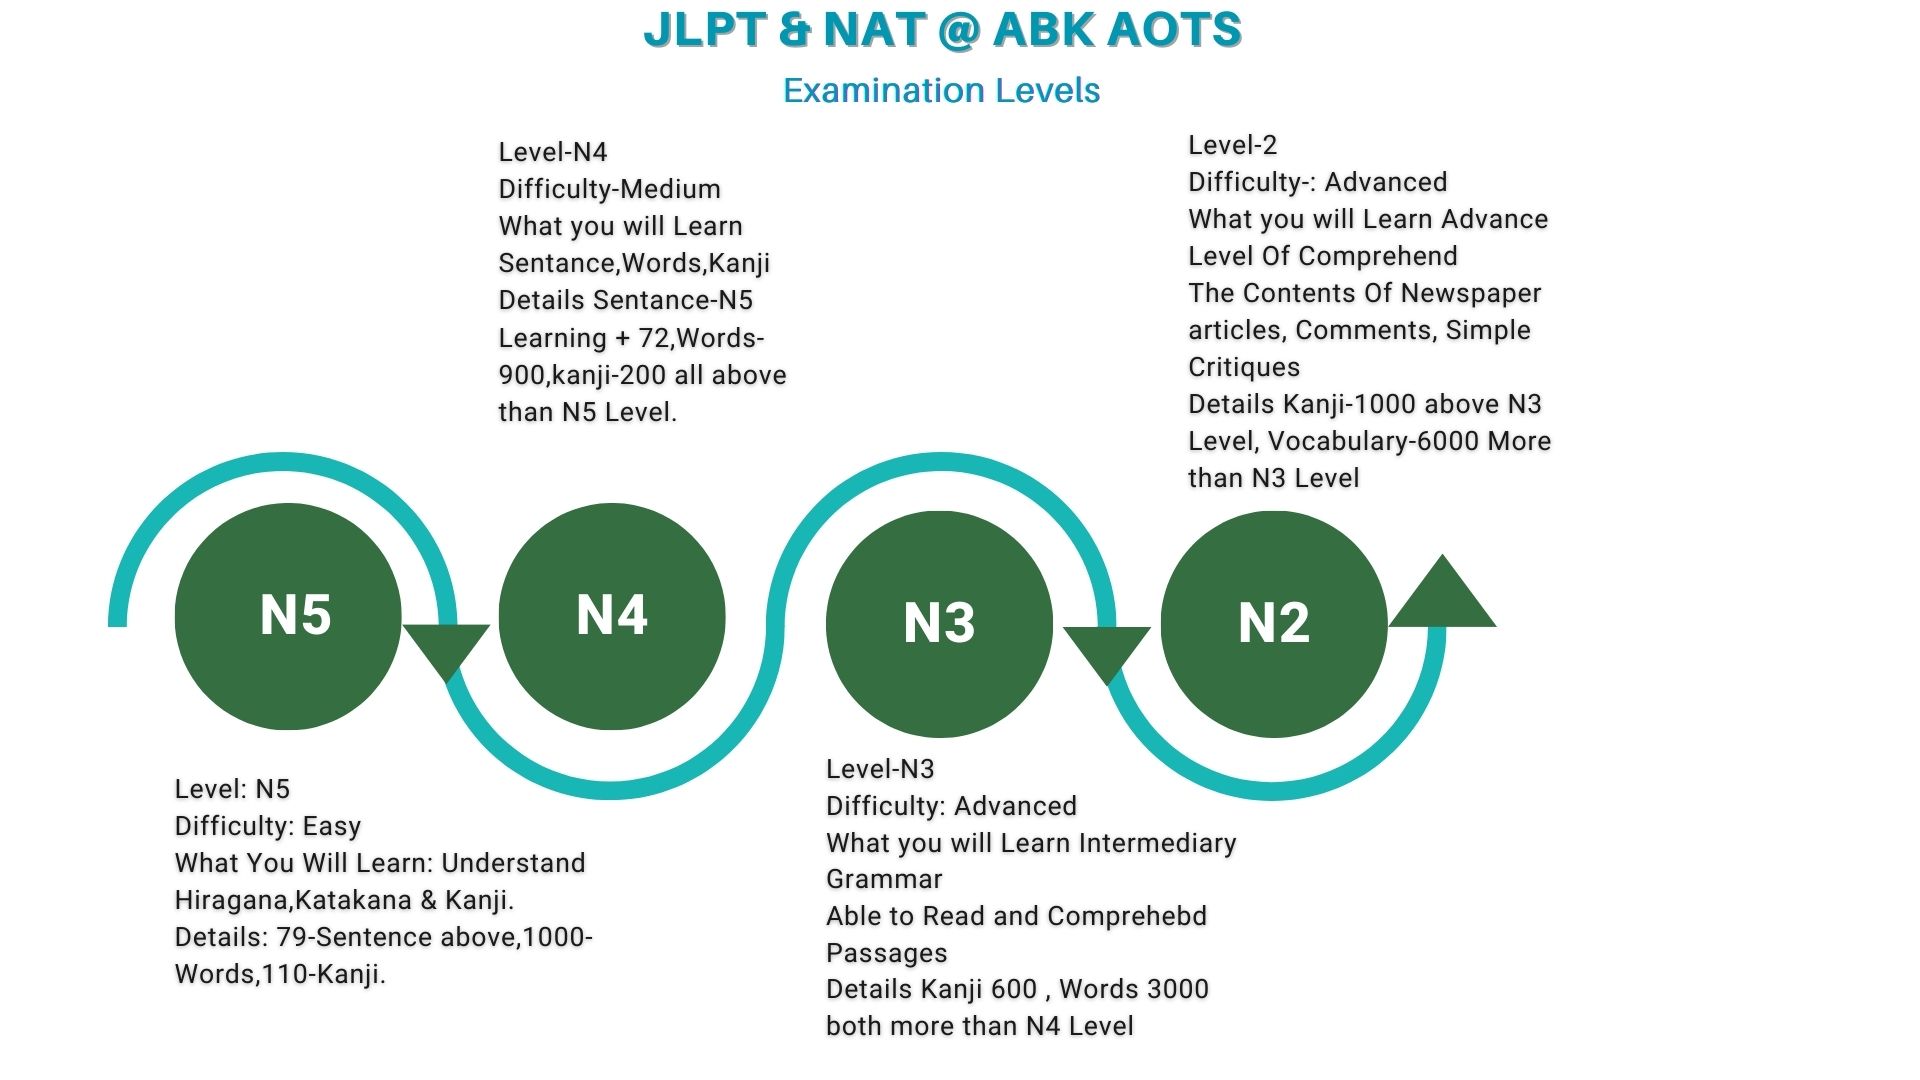 JLPT & NAT @ ABK AOTS
Examination Levels
Level-N4
Difficulty-Medium
What you will Learn
Sentance,Words,Kanji
Details Sentance-N5
Learning + 72,Words-
900,kanji-200 all above
than N5 Level.
Level-2
Difficulty-: Advanced
What you will Learn Advance
Level Of Comprehend
The Contents Of Newspaper
articles, Comments, Simple
Critiques
Details Kanji-1000 above N3
Level, Vocabulary-6000 More
than N3 Level
N5
N4
N3
N2
Level: N5
Difficulty: Easy
What You Will Learn: Understand
Hiragana,Katakana & Kanji.
Details: 79-Sentence above,1000-
Words,110-Kanji.
Level-N3
Difficulty: Advanced
What you will Learn Intermediary
Grammar
Able to Read and Comprehebd
Passages
Details Kanji 600 , Words 3000
both more than N4 Level